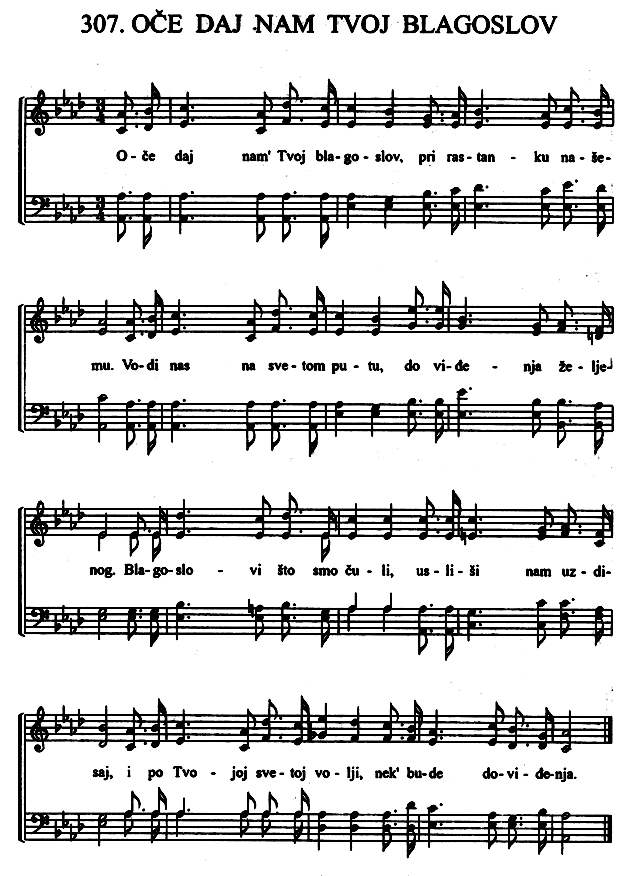 307. OČE DAJ NAM TVOJ BLAGOSLOV
O - če daj nam' Tvoj bla - go - slov, pri ras - tan - ku na - še-
mu. Vo-di nas na sve - tom pu - tu, do vi - đe - nja že - lje-
nog. Bla - go - slo - vi što smo ču - li, us - li - ši nam uz - di-
saj, i po Tvo - joj sve - toj vo - lji, nek' bu - de do - vi - đe-nja.